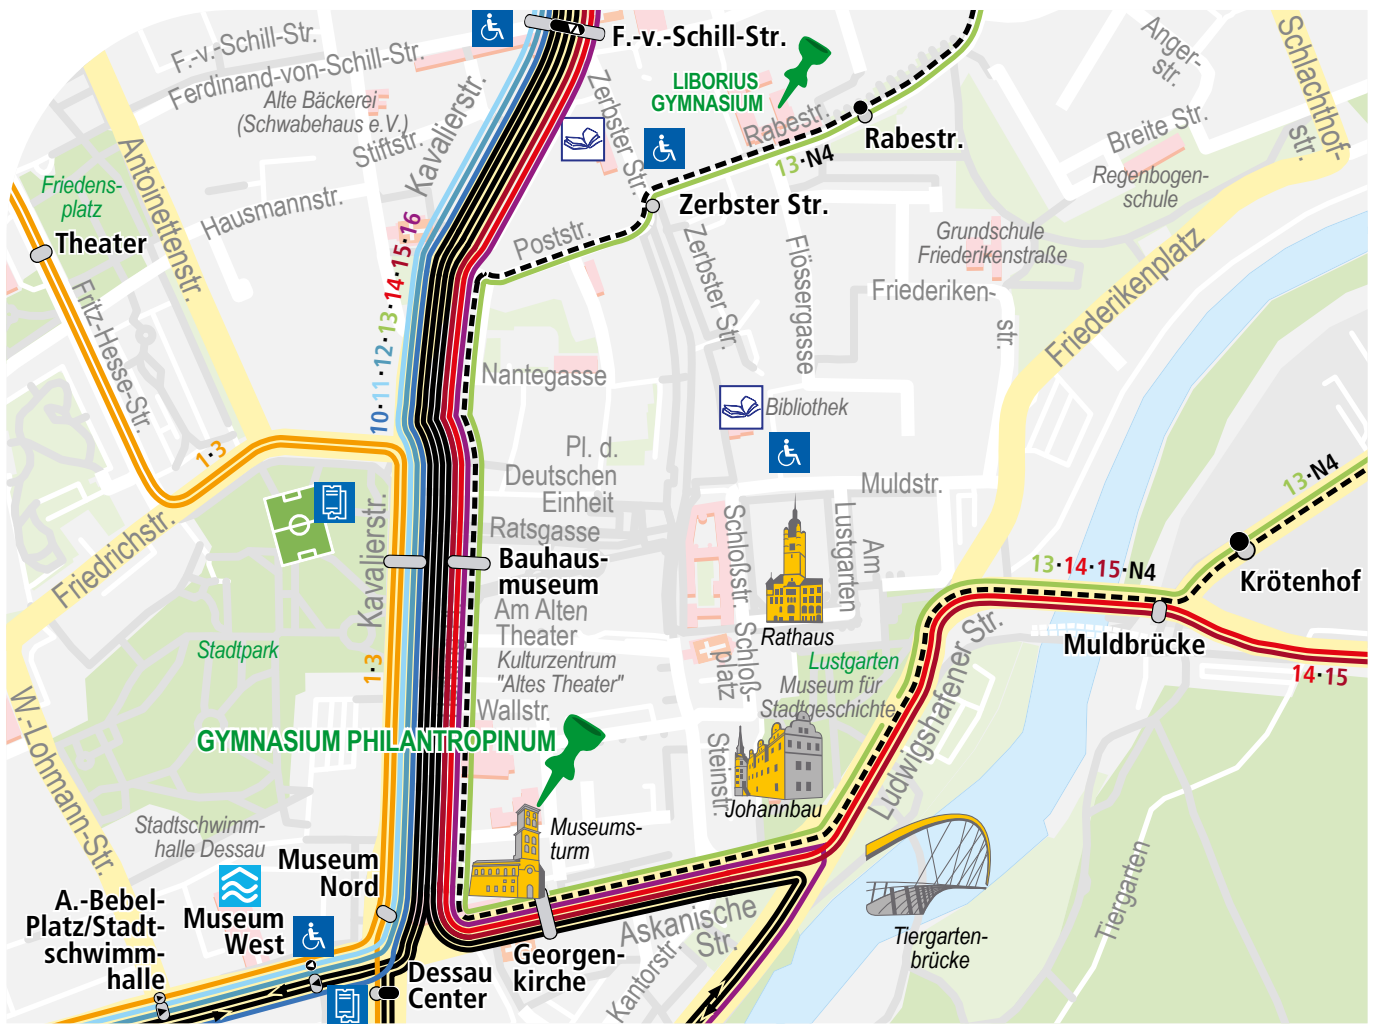 F.-v.-Schill-Str.
F.-v.-Schill-Str.
Ferdinand-von-Schill-Str.
Alte Bäckerei
(Schwabehaus e.V.)
Stiftstr.
Kavalierstr.
Zerbster Str.
LIBORIUS
GYMNASIUM
Rabestr.
13·N4
Rabestr.
Anger-
str.
Breite Str.
Schlachthof-
str.
Regenbogen-
schule
Friedens-
platz
Theater
Antoinettenstr.
Hausmannstr.
Fritz-Hesse-Str.
10·11·12·13·14·15·16
Poststr.
Zerbster Str.
Zerbster Str.
Flössergasse
Grundschule
Friederikenstraße
Friederiken-
str.
Friederikenplatz
Nantegasse
Bibliothek
1·3
Pl. d.
Deutschen
Einheit
Ratsgasse
Muldstr.
13·N4
Friedrichstr.
Kavalierstr.
Bauhaus-
museum
Am Alten
Theater
Kulturzentrum
"Altes Theater"
Wallstr.
Schloßstr.
Schloß-
platz
Am
Lustgarten
Rathaus
Lustgarten
Museum für
Stadtgeschichte
13·14·15·N4
Krötenhof
Muldbrücke
14·15
Stadtpark
1·3
W.-Lohmann-Str.
GYMNASIUM PHILANTROPINUM
Steinstr.
Johannbau
Ludwigshafener Str.
Stadtschwimm-
halle Dessau
Museums-
turm
Museum
Nord
A.-Bebel-
Platz/Stadt-
schwimm-
halle
Museum
West
Dessau
Center
Georgen-
kirche
Askanische
Str.
Kantorstr.
Tiergarten-
brücke
Tiergarten